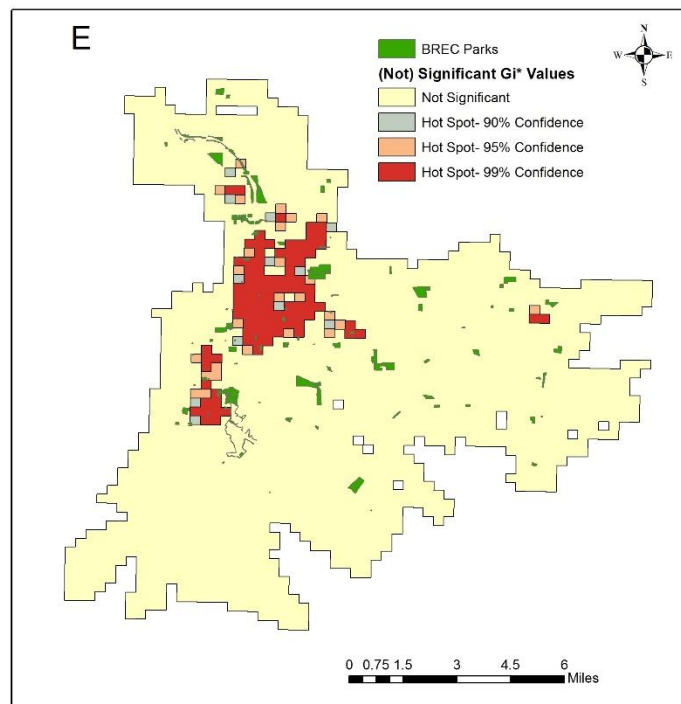 E
BREC Parks
(Not) Significant Gi* Values
Not Significant
Hot Spot- 90% Confidence
Hot Spot- 95% Confidence
Hot Spot- 99% Confidence
N
W E
S
0 0.75 1.5 3 4.5 6
Miles